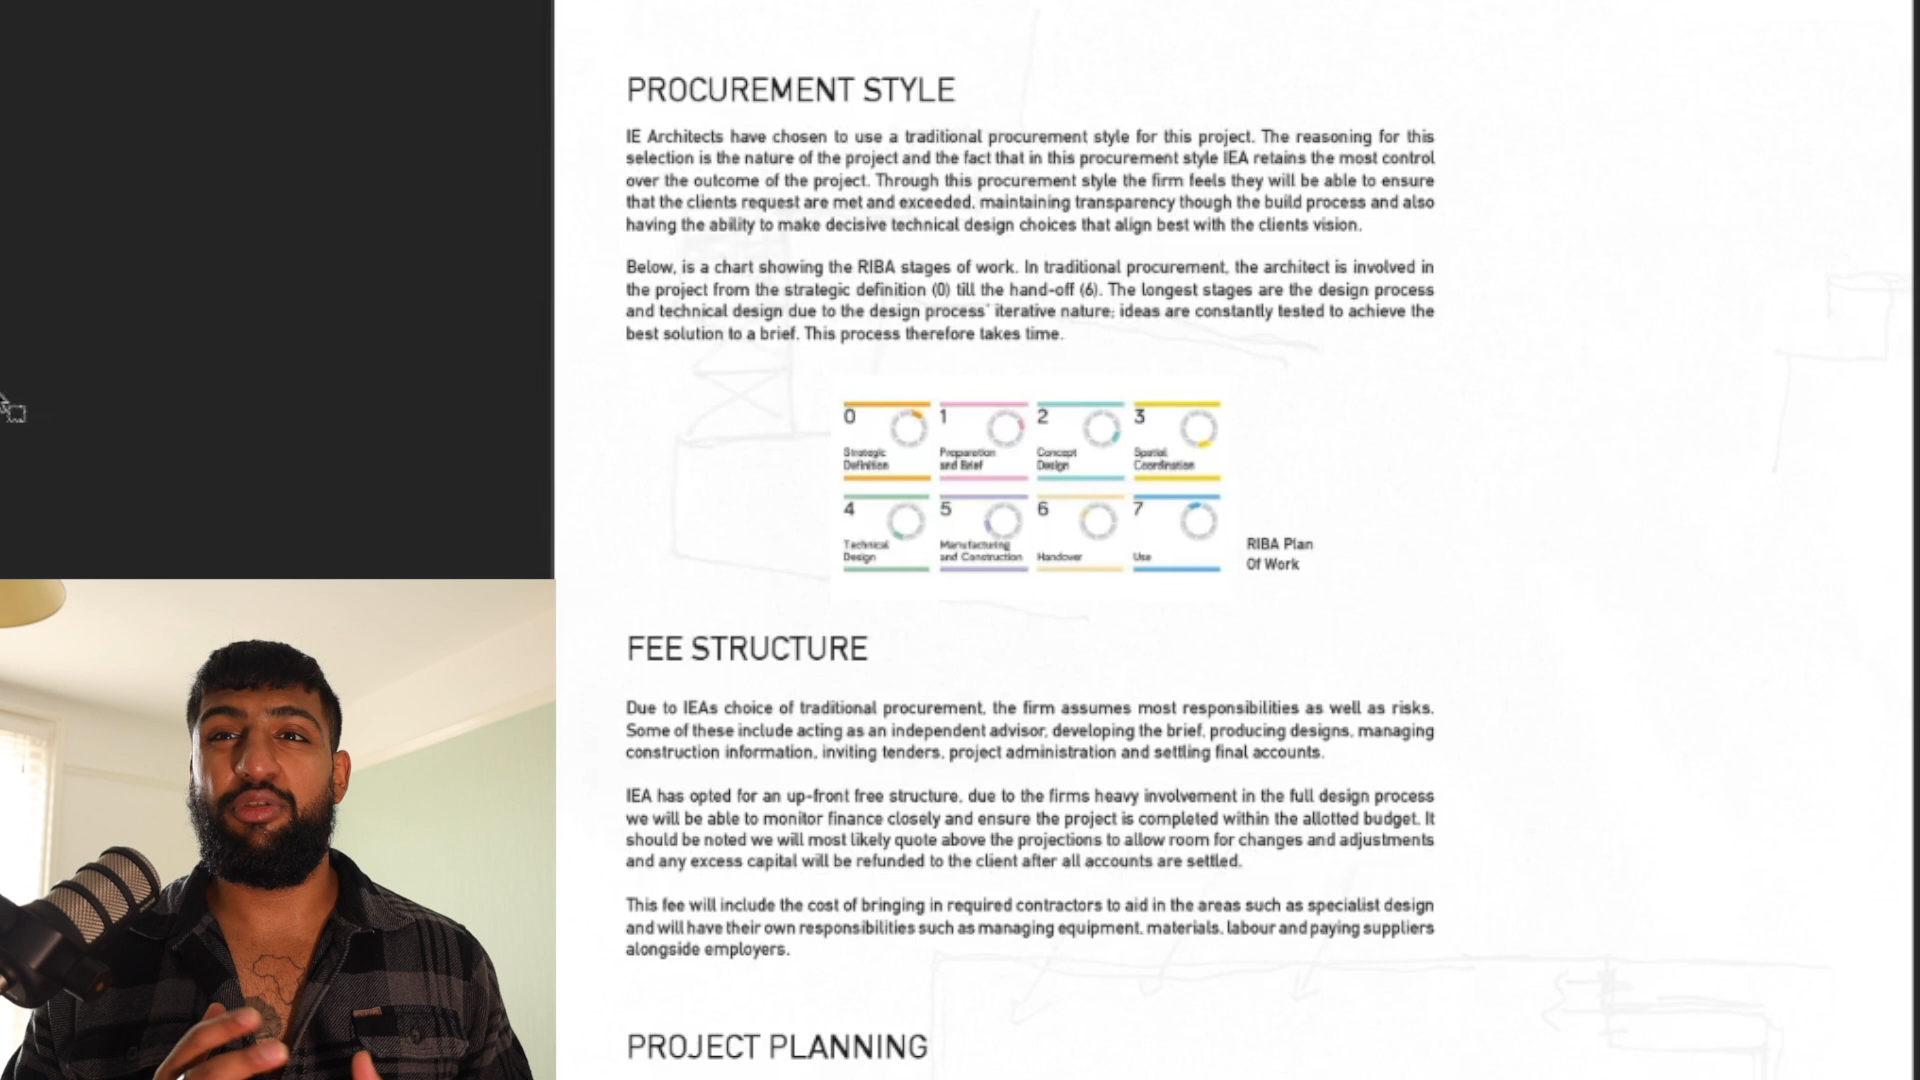 PROCUREMENT STYLE
IE Architects have chosen to use a traditional procurement style for this project. The reasoning for this
selection is the nature of the project and the fact that in this procurement style IEA retains the most control
over the outcome of the project. Through this procurement style the firm feels they will be able to ensure
that the clients request are met and exceeded, maintaining transparency though the build process and also
having the ability to make decisive technical design choices that align best with the clients vision.
Below, is a chart showing the RIBA stages of work. In traditional procurement, the architect is involved in
the project from the strategic definition (0) till the hand-off (6). The longest stages are the design process
and technical design due to the design process' iterative nature; ideas are constantly tested to achieve the
best solution to a brief. This process therefore takes time.
0 1 2 3
Strategic Preparation Concept Spatial
Definition and Brief Design Coordination
4 5 6 7
Technical Manufacturing
Design and Construction Handover Use
RIBA Plan
Of Work
FEE STRUCTURE
Due to IEAs choice of traditional procurement, the firm assumes most responsibilities as well as risks.
Some of these include acting as an independent advisor, developing the brief, producing designs, managing
construction information, inviting tenders, project administration and settling final accounts.
IEA has opted for an up-front free structure, due to the firms heavy involvement in the full design process
we will be able to monitor finance closely and ensure the project is completed within the allotted budget. It
should be noted we will most likely quote above the projections to allow room for changes and adjustments
and any excess capital will be refunded to the client after all accounts are settled.
This fee will include the cost of bringing in required contractors to aid in the areas such as specialist design
and will have their own responsibilities such as managing equipment, materials, labour and paying suppliers
alongside employers.
PROJECT PLANNING